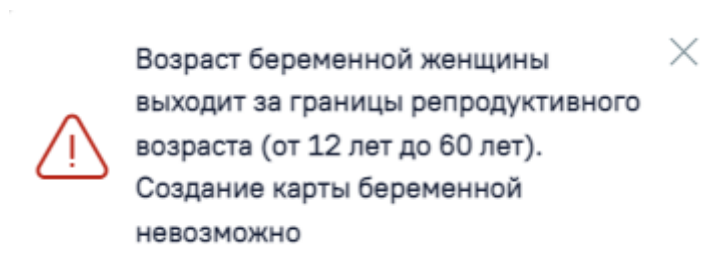 Возраст беременной женщины
выходит за границы репродуктивного
возраста (от 12 лет до 60 лет).
Создание карты беременной
невозможно